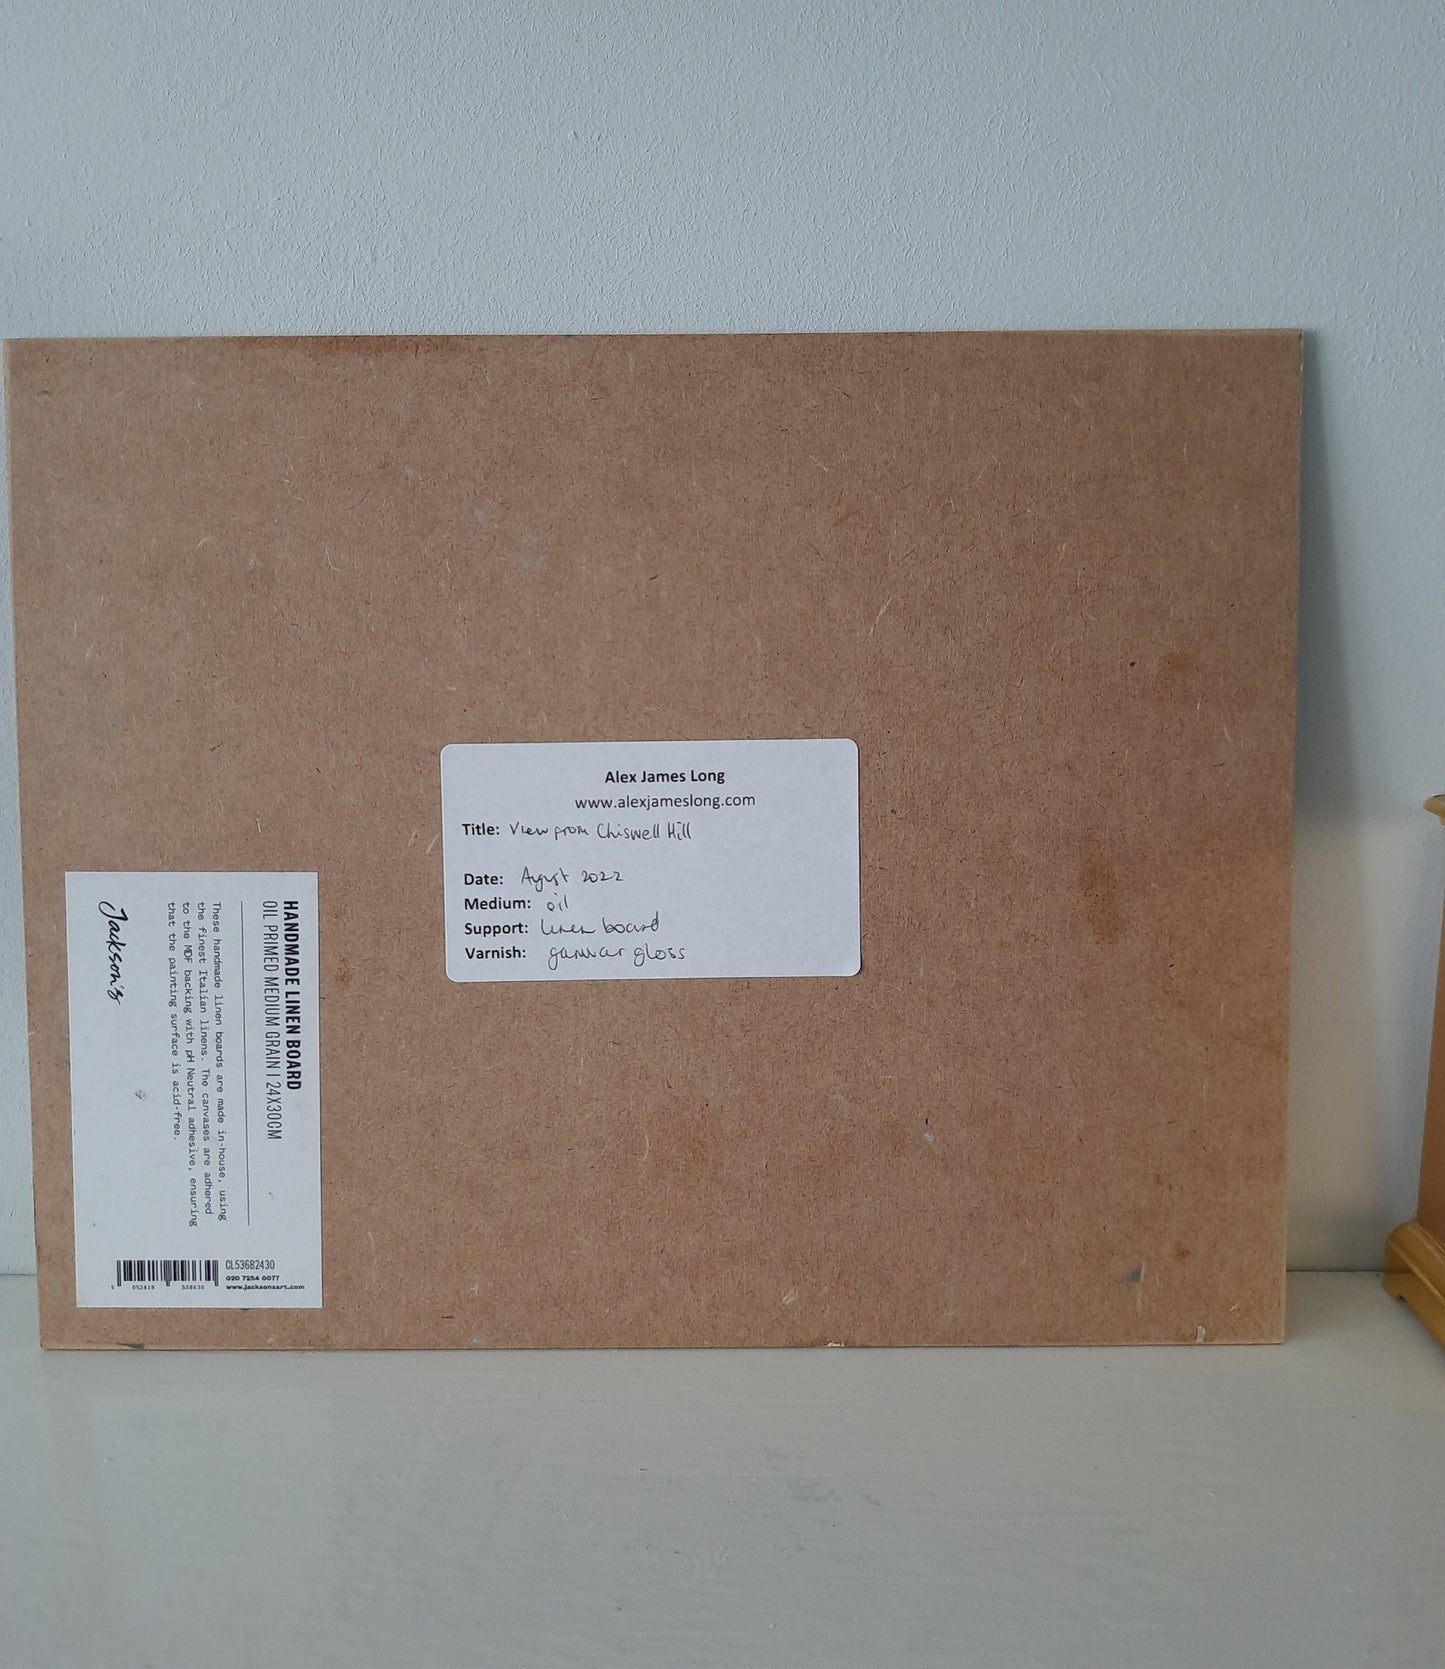 Alex James Long
www.alexjameslong.com
Title: View from Chiswell Hill
Date: August 2022
Medium: oil
Support: linen board
Varnish: gamvar gloss
HANDMADE LINEN BOARD
OIL PRIMED MEDIUM GRAIN | 24X30CM
These handmade linen boards are made in-house, using
the finest Italian linens. The canvases are adhered
to the MDF backing with pH Neutral adhesive, ensuring
that the painting surface is acid-free.
Jackson's
CL536B2430
020 7254 0077
www.jacksonsart.com
5 052418 558630